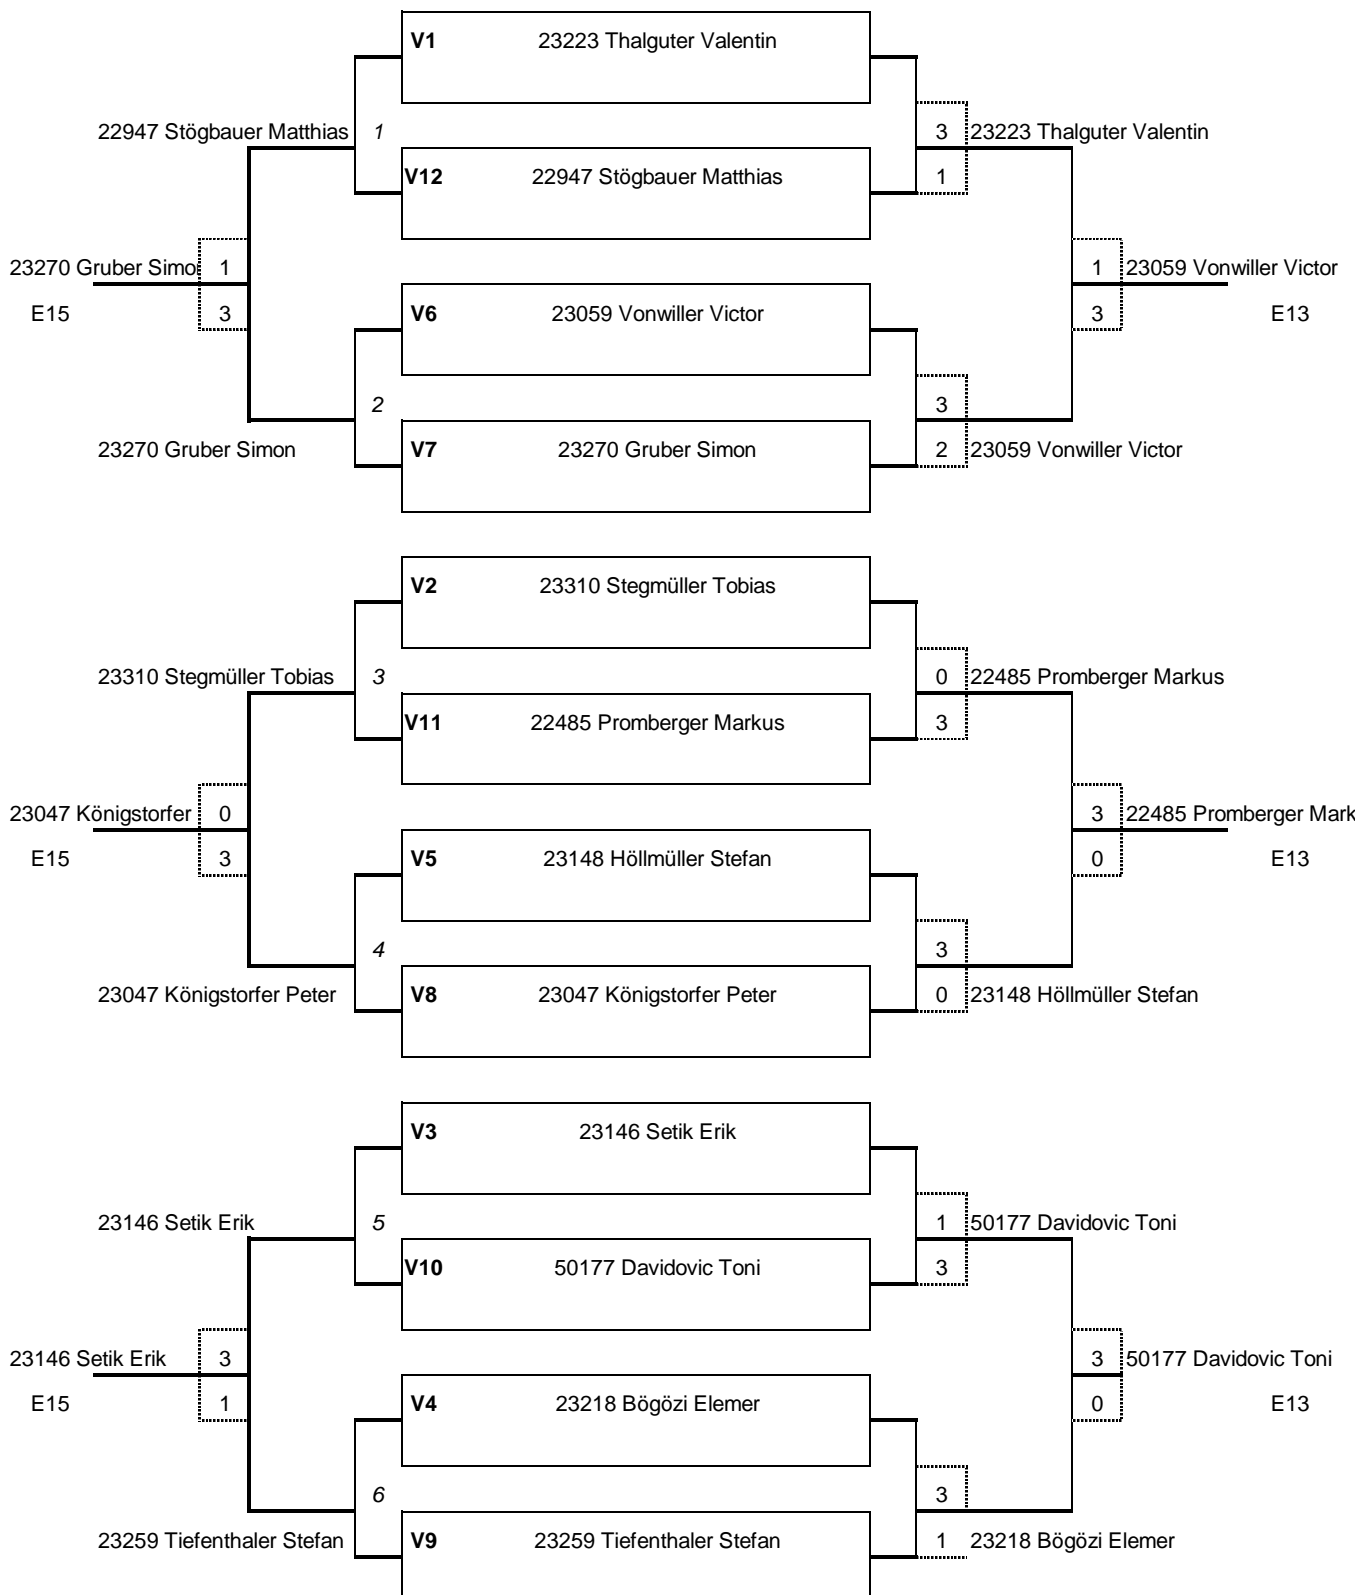 V1 23223 Thalguter Valentin
22947 Stögbauer Matthias 1 3 23223 Thalguter Valentin
V12 22947 Stögbauer Matthias 1
23270 Gruber Simo 1 1 23059 Vonwiller Victor
E15 3 V6 23059 Vonwiller Victor 3 E13
2 3
23270 Gruber Simon V7 23270 Gruber Simon 2 23059 Vonwiller Victor
V2 23310 Stegmüller Tobias
23310 Stegmüller Tobias 3 0 22485 Promberger Markus
V11 22485 Promberger Markus 3
23047 Königstorfer 0 3 22485 Promberger Mark
E15 3 V5 23148 Höllmüller Stefan 0 E13
4 3
23047 Königstorfer Peter V8 23047 Königstorfer Peter 0 23148 Höllmüller Stefan
V3 23146 Setik Erik
23146 Setik Erik 5 1 50177 Davidovic Toni
V10 50177 Davidovic Toni 3
23146 Setik Erik 3 3 50177 Davidovic Toni
E15 1 V4 23218 Bögözi Elemer 0 E13
6 3
23259 Tiefenthaler Stefan V9 23259 Tiefenthaler Stefan 1 23218 Bögözi Elemer